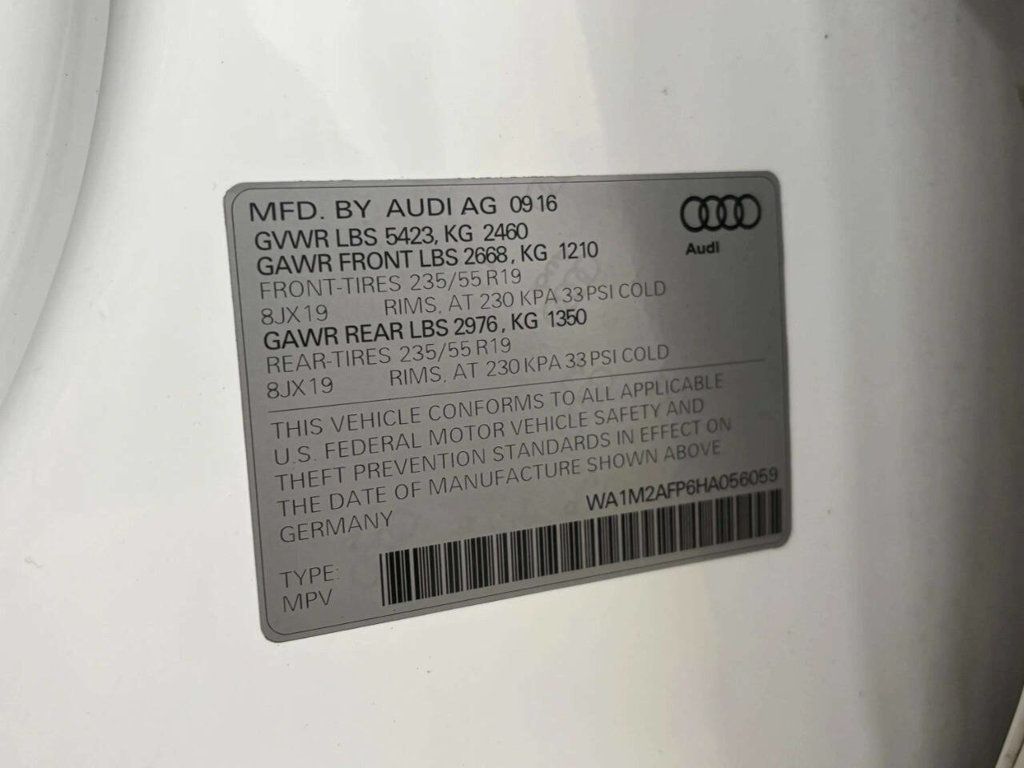 MFD. BY AUDI AG 09 16
GVWR LBS 5423, KG 2460
GAWR FRONT LBS 2668, KG 1210
FRONT-TIRES 235/55 R19
8JX19 RIMS, AT 230 KPA 33 PSI COLD
GAWR REAR LBS 2976, KG 1350
REAR-TIRES 235/55 R19
8JX19 RIMS, AT 230 KPA 33 PSI COLD
Audi
THIS VEHICLE CONFORMS TO ALL APPLICABLE
U.S. FEDERAL MOTOR VEHICLE SAFETY AND
THEFT PREVENTION STANDARDS IN EFFECT ON
THE DATE OF MANUFACTURE SHOWN ABOVE.
GERMANY WA1M2AFP6HA056059
TYPE:
MPV